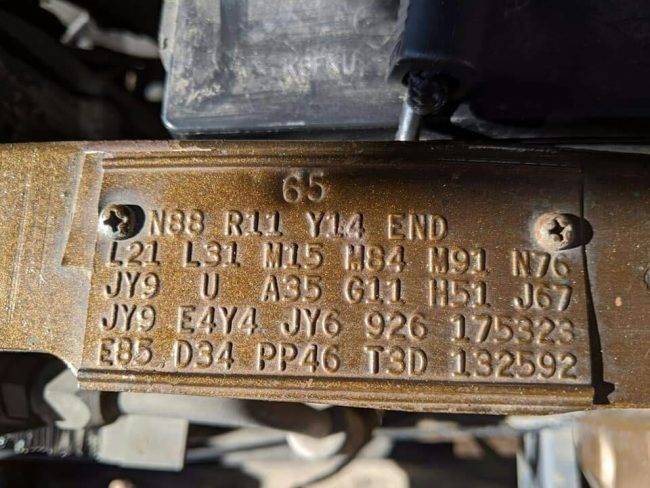 65
N88 R11 Y14 END
L21 L31 M15 M84 M91 N76
JY9 U A35 G11 H51 J67
JY9 E4Y4 JY6 926 175323
E85 D34 PP46 T3D 132592